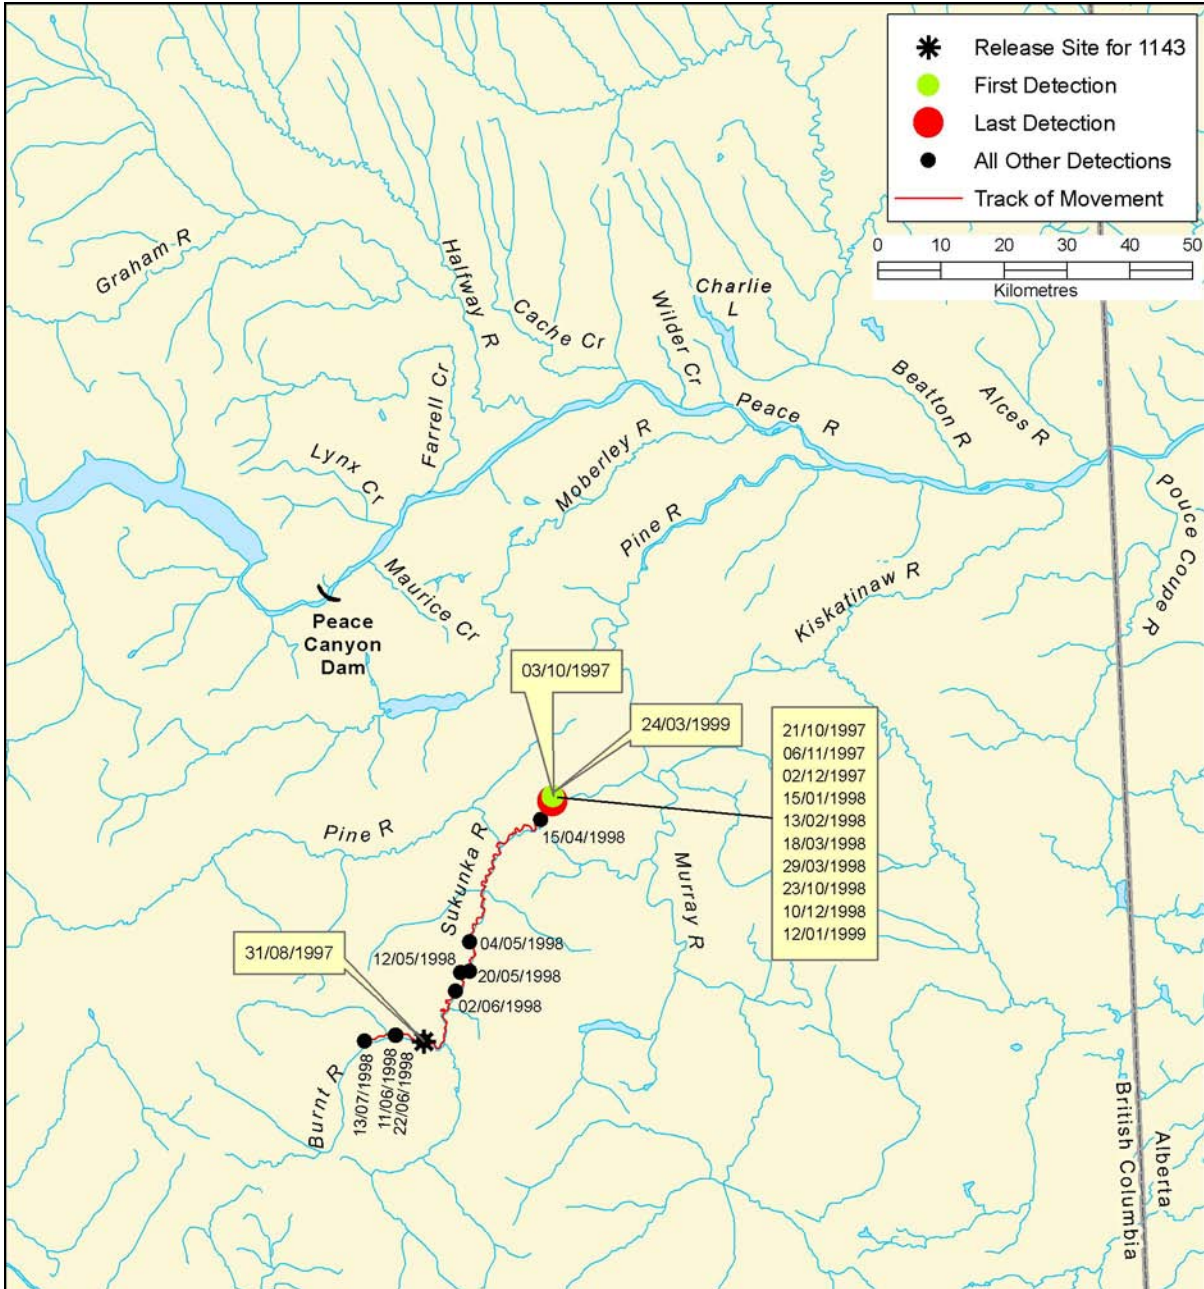 Release Site for 1143
First Detection
Last Detection
All Other Detections
Track of Movement
0 10 20 30 40 50
Kilometres
Graham R
Halfway R
Cache Cr
Wilder Cr
Charlie
L
Farrell Cr
Lynx Cr
Moberley R
Peace R
Beatton R
Alces R
Pine R
Pouce Coupe R
Maurice Cr
Kiskatinaw R
Peace
Canyon
Dam
03/10/1997
24/03/1999
21/10/1997
06/11/1997
02/12/1997
15/01/1998
13/02/1998
18/03/1998
29/03/1998
23/10/1998
10/12/1998
12/01/1999
Pine R
Sukunka R
15/04/1998
Murray R
31/08/1997
04/05/1998
12/05/1998
20/05/1998
02/06/1998
Burnt R
13/07/1998
11/06/1998
22/06/1998
British Columbia
Alberta